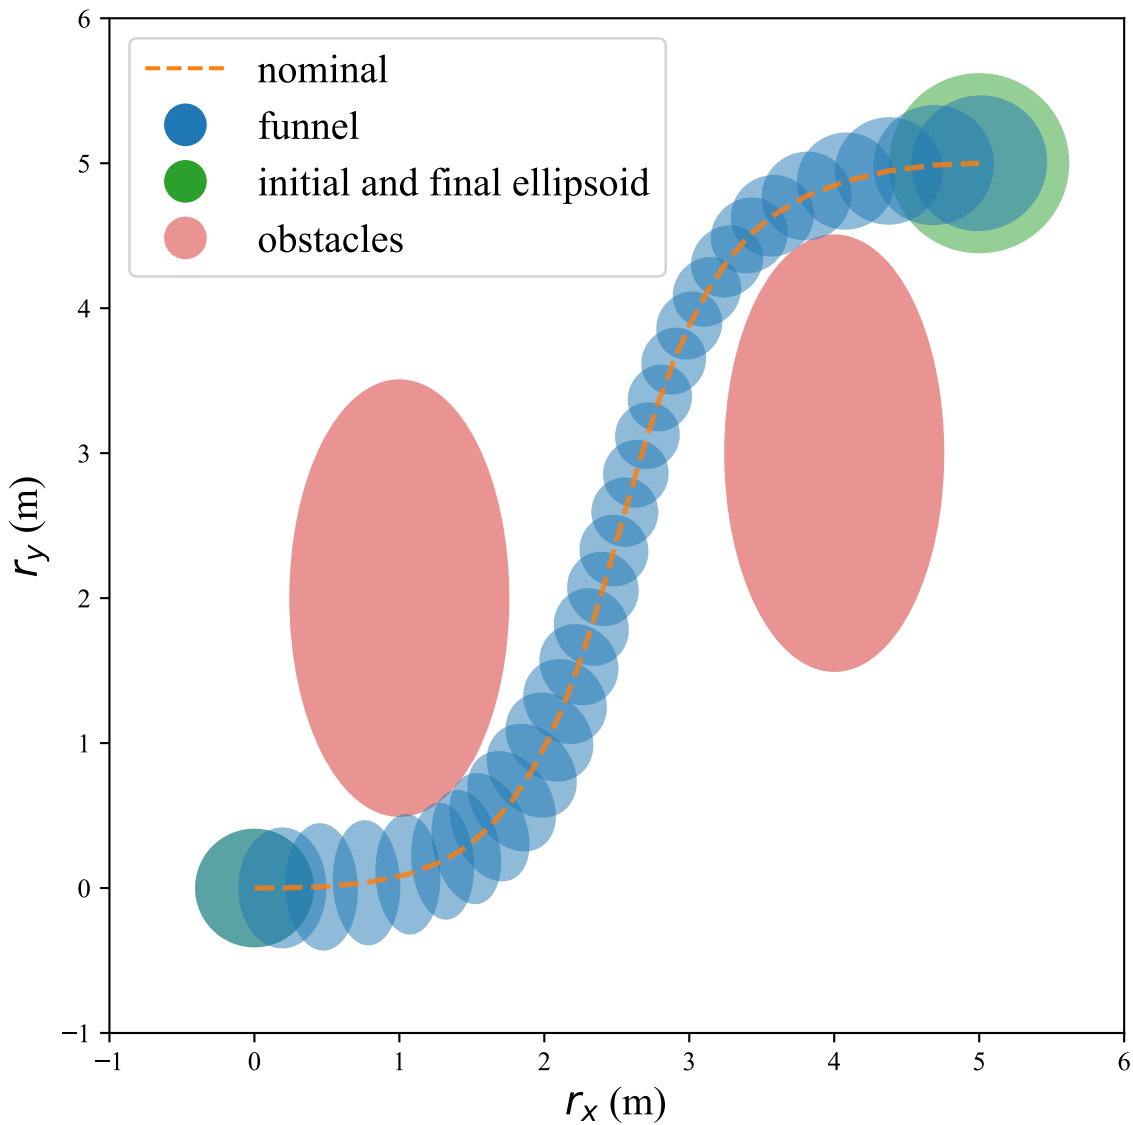 6
nominal
funnel
initial and final ellipsoid
obstacles
5
4
3
2
1
0
−1
r_y (m)
−1 0 1 2 3 4 5 6
r_x (m)